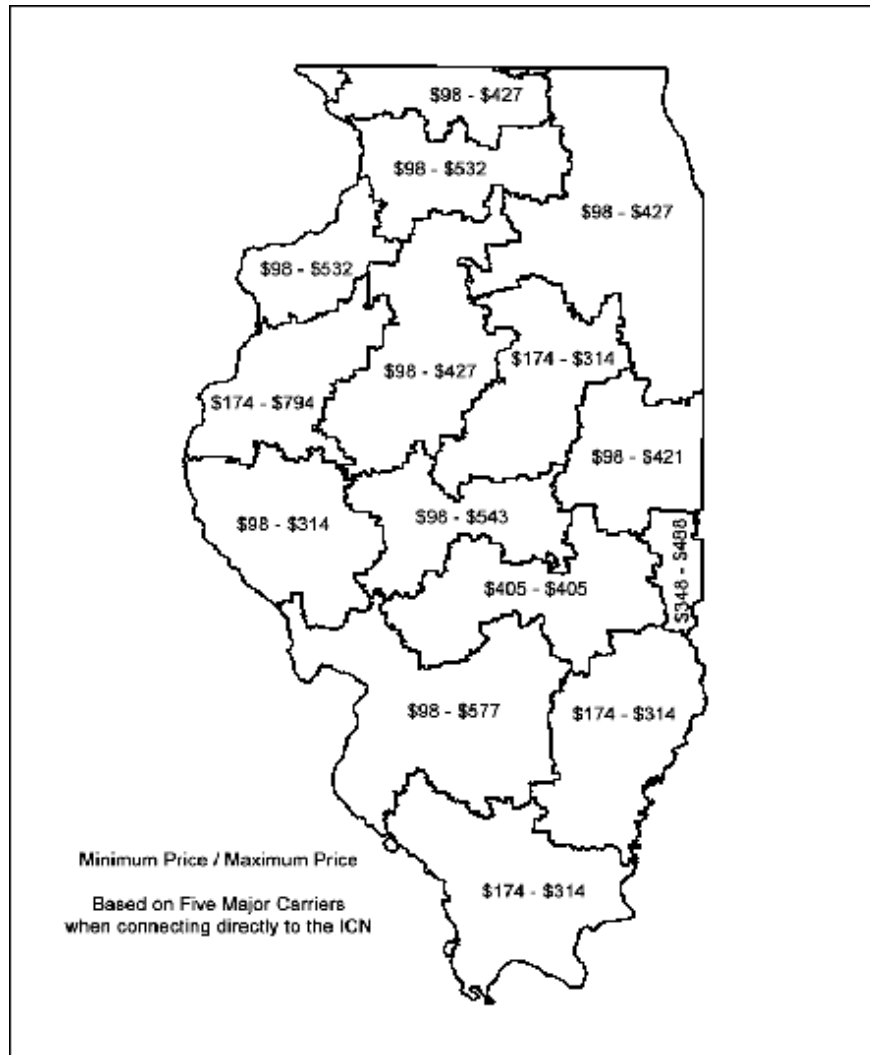 $98 - $427
$98 - $532
$98 - $427
$98 - $532
$174 - $314
$98 - $427
$174 - $794
$98 - $421
$98 - $314
$98 - $543
$348 - $488
$405 - $405
$98 - $577
$174 - $314
Minimum Price / Maximum Price
$174 - $314
Based on Five Major Carriers
when connecting directly to the ICN